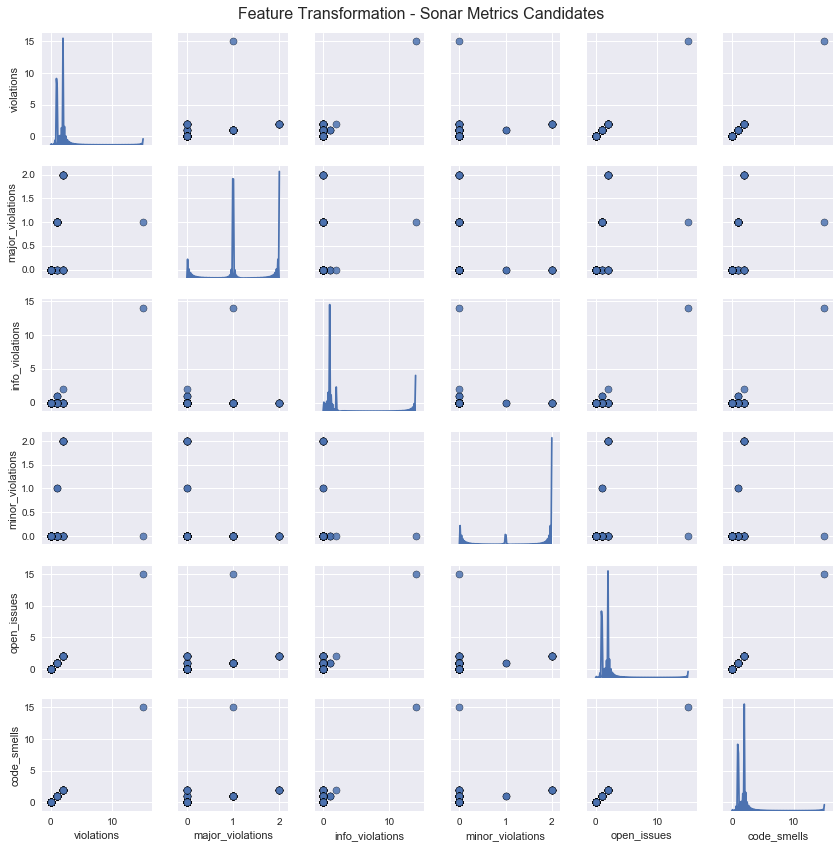 Feature Transformation - Sonar Metrics Candidates
violations
15
10
5
0
major_violations
2.0
1.5
1.0
0.5
0.0
info_violations
15
10
5
0
minor_violations
2.0
1.5
1.0
0.5
0.0
open_issues
15
10
5
0
code_smells
15
10
5
0
0 10 0 1 2 0 10 0 1 2 0 10 0 10
violations major_violations info_violations minor_violations open_issues code_smells